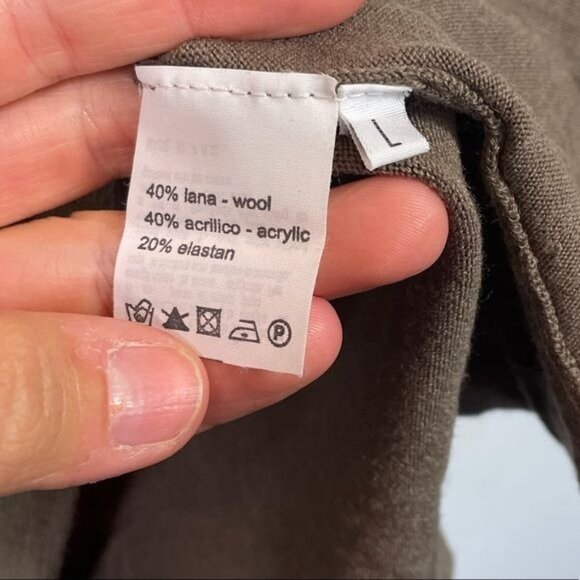 40% lana - wool
40% acrilico - acrylic
20% elastan
P
L